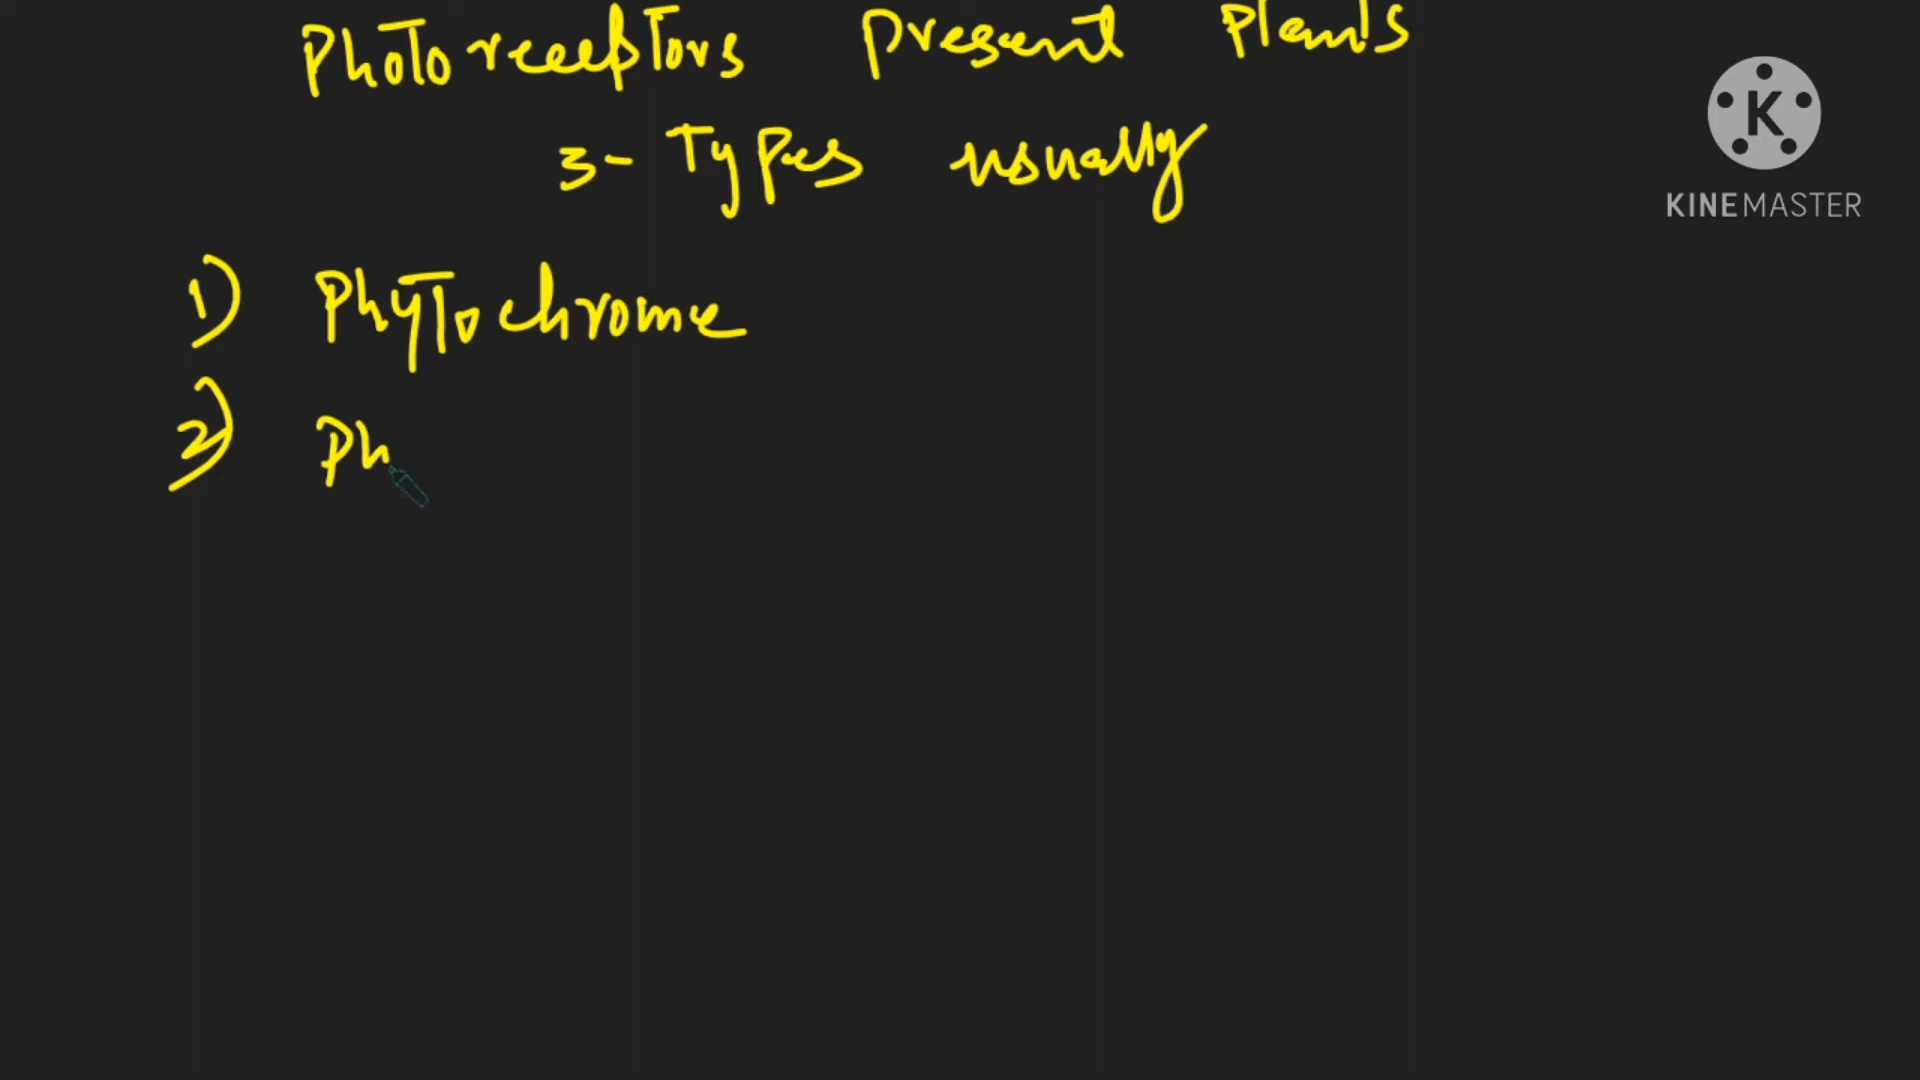 Photoreceptors Present Plants
3- Types usually
K
KINEMASTER
1) Phytochrome
2) Ph